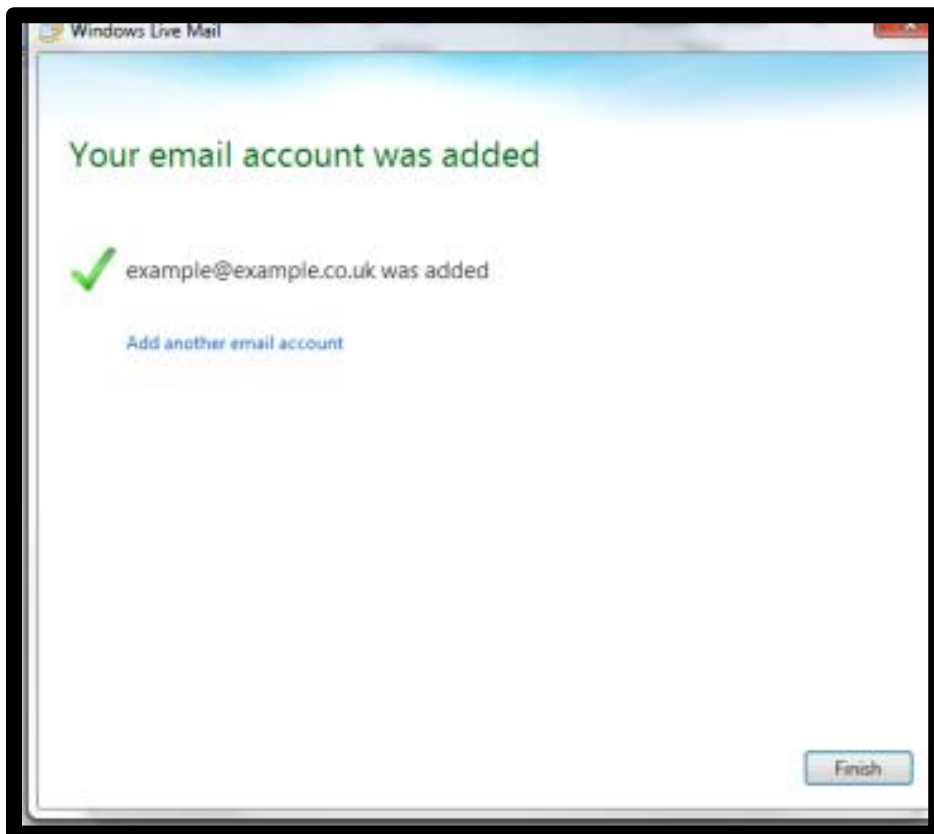 Windows Live Mail
Your email account was added
example@example.co.uk was added
Add another email account
Finish